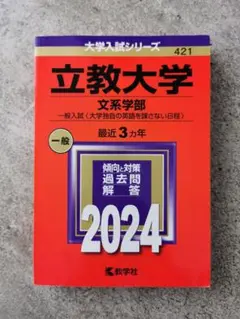 大学入試シリーズ
421
立教大学
文系学部
一般入試〈大学独自の英語を課さない日程〉
最近3カ年
一般
傾向と対策
過去問
解答
2024
教学社